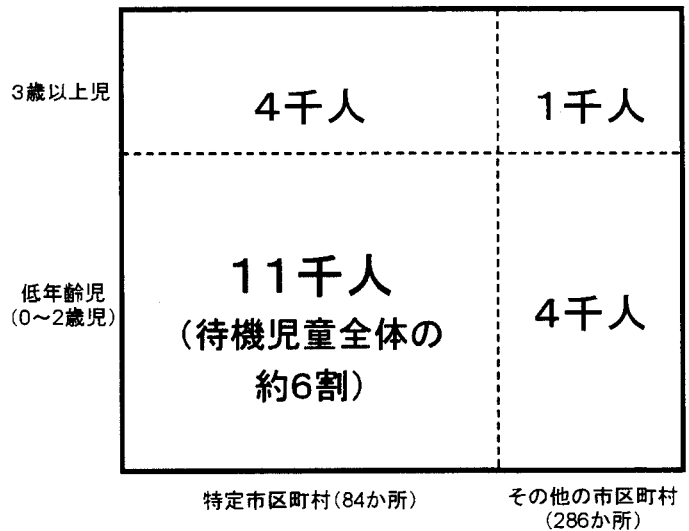 3歳以上児
4千人
1千人
低年齢児
(0～2歳児)
11千人
(待機児童全体の
約6割)
4千人
特定市区町村(84か所)
その他の市区町村
(286か所)